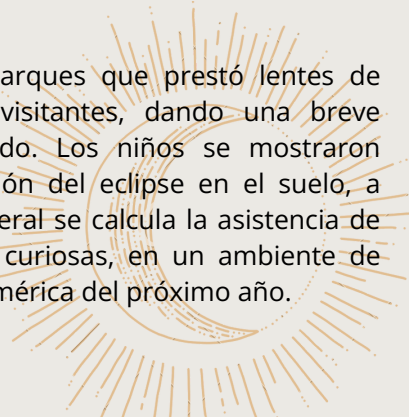 arques que prestó lentes de
visitantes, dando una breve
do. Los niños se mostraron
ón del eclipse en el suelo, a
eral se calcula la asistencia de
curiosas, en un ambiente de
mérica del próximo año.